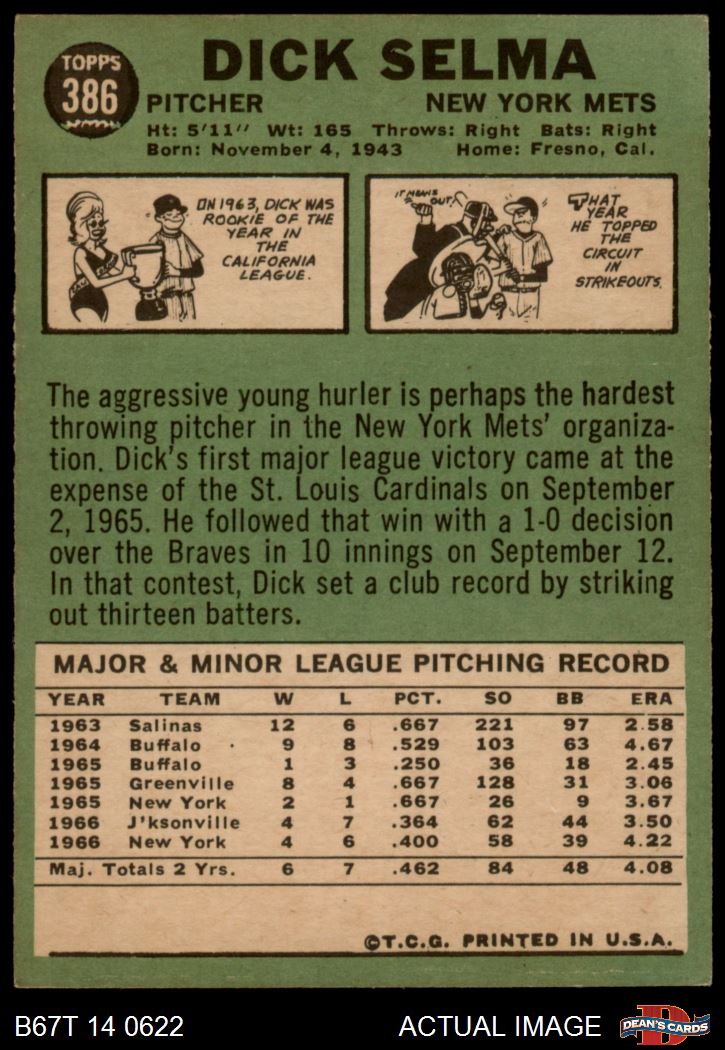 TOPPS
386
DICK SELMA
PITCHER NEW YORK METS
Ht: 5'11" Wt: 165 Throws: Right Bats: Right
Born: November 4, 1943 Home: Fresno, Cal.
ON 1963, DICK WAS
ROOKIE OF THE
YEAR IN
THE
CALIFORNIA
LEAGUE.
IT MEANS
OUT!
THAT
YEAR
HE TOPPED
THE
CIRCUIT
IN
STRIKEOUTS.
The aggressive young hurler is perhaps the hardest
throwing pitcher in the New York Mets' organiza-
tion. Dick's first major league victory came at the
expense of the St. Louis Cardinals on September
2, 1965. He followed that win with a 1-0 decision
over the Braves in 10 innings on September 12.
In that contest, Dick set a club record by striking
out thirteen batters.
MAJOR & MINOR LEAGUE PITCHING RECORD
YEAR TEAM W L PCT. SO BB ERA
1963 Salinas 12 6 .667 221 97 2.58
1964 Buffalo 9 8 .529 103 63 4.67
1965 Buffalo 1 3 .250 36 18 2.45
1965 Greenville 8 4 .667 128 31 3.06
1965 New York 2 1 .667 26 9 3.67
1966 J'ksonville 4 7 .364 62 44 3.50
1966 New York 4 6 .400 58 39 4.22
Maj. Totals 2 Yrs. 6 7 .462 84 48 4.08
©T.C.G. PRINTED IN U.S.A.
B67T 14 0622 ACTUAL IMAGE D DEAN'S CARDS